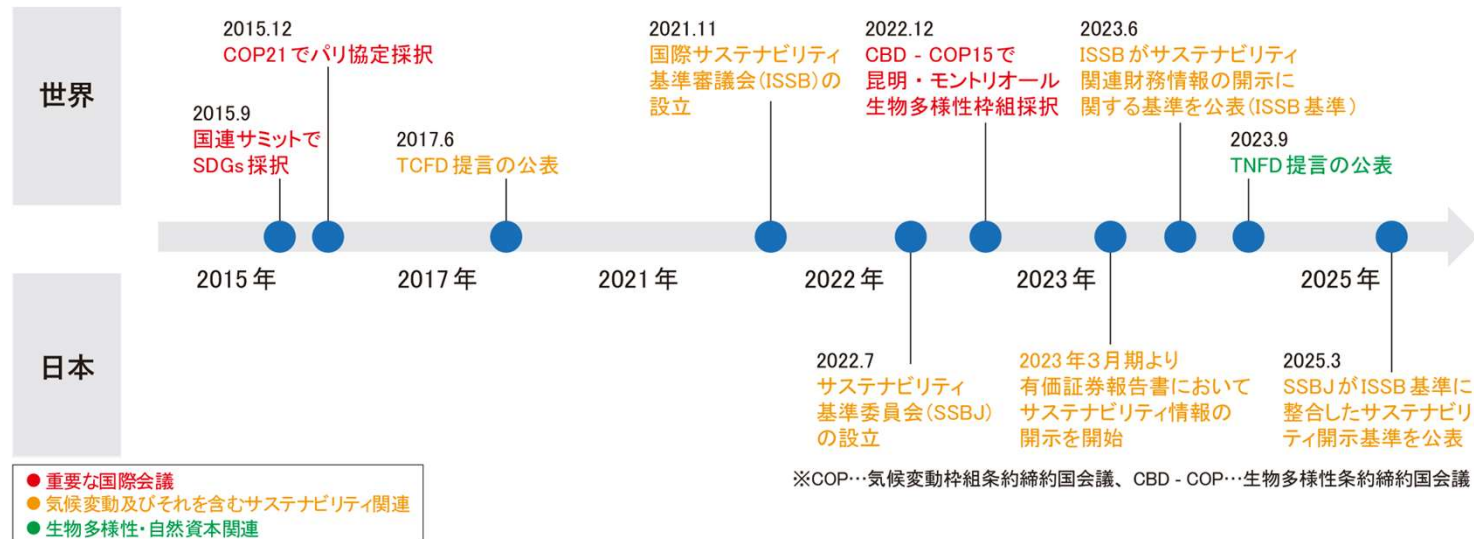 世界
2015.9
国連サミットで
SDGs採択
2015.12
COP21でパリ協定採択
2017.6
TCFD提言の公表
2021.11
国際サステナビリティ
基準審議会(ISSB)の
設立
2022.12
CBD - COP15で
昆明・モントリオール
生物多様性枠組採択
2023.6
ISSBがサステナビリティ
関連財務情報の開示に
関する基準を公表(ISSB基準)
2023.9
TNFD提言の公表
2015年
2017年
2021年
2022年
2023年
2025年
日本
2022.7
サステナビリティ
基準委員会(SSBJ)
の設立
2023年3月期より
有価証券報告書において
サステナビリティ情報の
開示を開始
2025.3
SSBJがISSB基準に
整合したサステナビリ
ティ開示基準を公表
※COP…気候変動枠組条約締約国会議、CBD - COP…生物多様性条約締約国会議
● 重要な国際会議
● 気候変動及びそれを含むサステナビリティ関連
● 生物多様性・自然資本関連